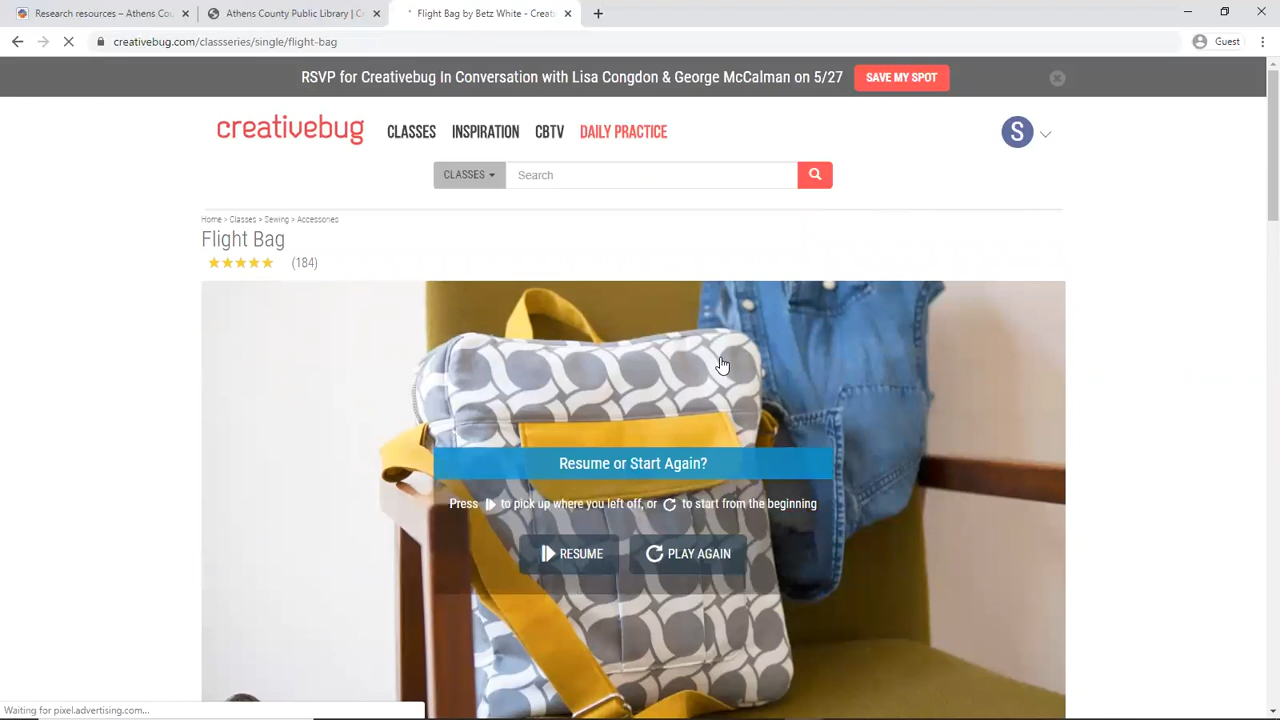 Research resources – Athens Cou
Athens County Public Library | C
Flight Bag by Betz White - Creati
creativebug.com/classseries/single/flight-bag
Guest
RSVP for Creativebug In Conversation with Lisa Congdon & George McCalman on 5/27
SAVE MY SPOT
creativebug
CLASSES
INSPIRATION
CBTV
DAILY PRACTICE
S
CLASSES
Search
Home > Classes > Sewing > Accessories
Flight Bag
(184)
Resume or Start Again?
Press to pick up where you left off, or to start from the beginning
RESUME
PLAY AGAIN
Waiting for pixel.advertising.com...